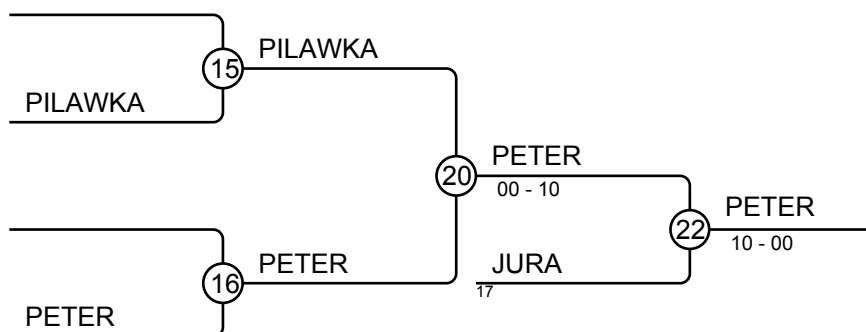 PILAWKA
15
PILAWKA
PETER
20
00 - 10
PETER
22
10 - 00
JURA
17
PETER
16
PETER